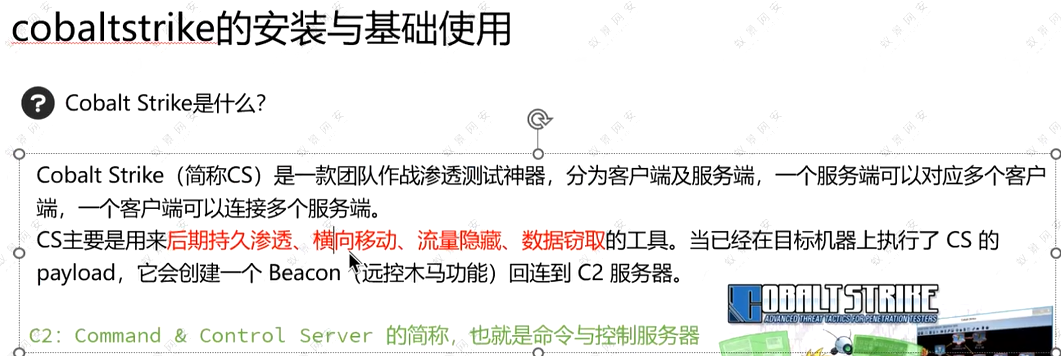 cobaltstrike的安装与基础使用
? Cobalt Strike是什么?
Cobalt Strike（简称CS）是一款团队作战渗透测试神器，分为客户端及服务端，一个服务端可以对应多个客户
端，一个客户端可以连接多个服务端。
CS主要是用来后期持久渗透、横向移动、流量隐藏、数据窃取的工具。当已经在目标机器上执行了 CS 的
payload，它会创建一个 Beacon（远控木马功能）回连到 C2 服务器。
COBALTSTRIKE
ADVANCED THREAT TACTICS FOR PENETRATION TESTERS
C2: Command & Control Server 的简称，也就是命令与控制服务器